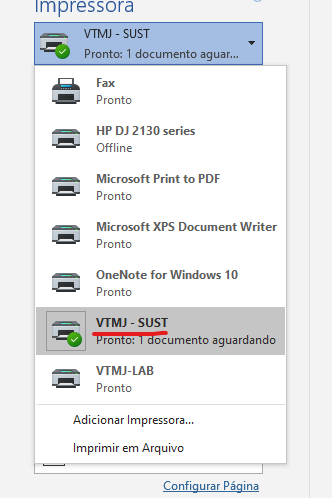 Impressora
VTMJ - SUST
Pronto: 1 documento aguar...
Fax
Pronto
HP DJ 2130 series
Offline
Microsoft Print to PDF
Pronto
Microsoft XPS Document Writer
Pronto
OneNote for Windows 10
Pronto
VTMJ - SUST
Pronto: 1 documento aguardando
VTMJ-LAB
Pronto
Adicionar Impressora...
Imprimir em Arquivo
Configurar Página